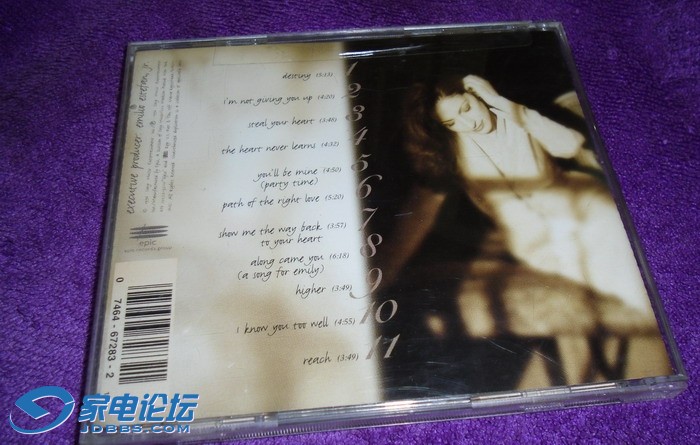 destiny (5:13)
i'm not giving you up (4:20)
steal your heart (3:48)
the heart never learns (4:32)
you'll be mine (4:50)
(party time)
path of the right love (5:20)
show me the way back (3:57)
to your heart
along came you (6:18)
(a song for emily)
higher (3:49)
i know you too well (4:55)
reach (3:49)
1
2
3
4
5
6
7
8
9
10
11
executive producer: emilio estefan, jr.
epic
0 7464-67283-2
家电论坛
JDBBS.COM